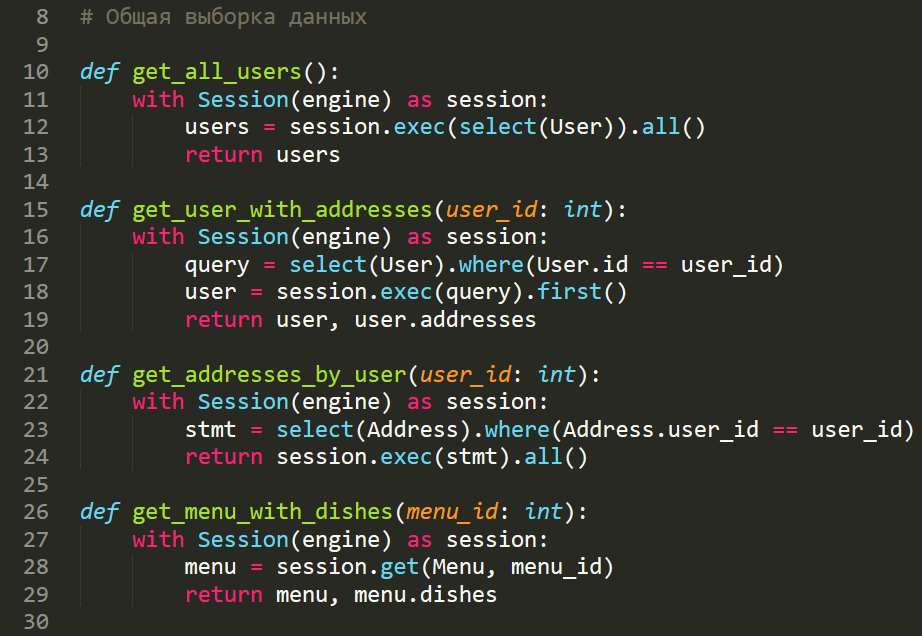 8 # Общая выборка данных
9
10 def get_all_users():
11     with Session(engine) as session:
12         users = session.exec(select(User)).all()
13         return users
14
15 def get_user_with_addresses(user_id: int):
16     with Session(engine) as session:
17         query = select(User).where(User.id == user_id)
18         user = session.exec(query).first()
19         return user, user.addresses
20
21 def get_addresses_by_user(user_id: int):
22     with Session(engine) as session:
23         stmt = select(Address).where(Address.user_id == user_id)
24         return session.exec(stmt).all()
25
26 def get_menu_with_dishes(menu_id: int):
27     with Session(engine) as session:
28         menu = session.get(Menu, menu_id)
29         return menu, menu.dishes
30